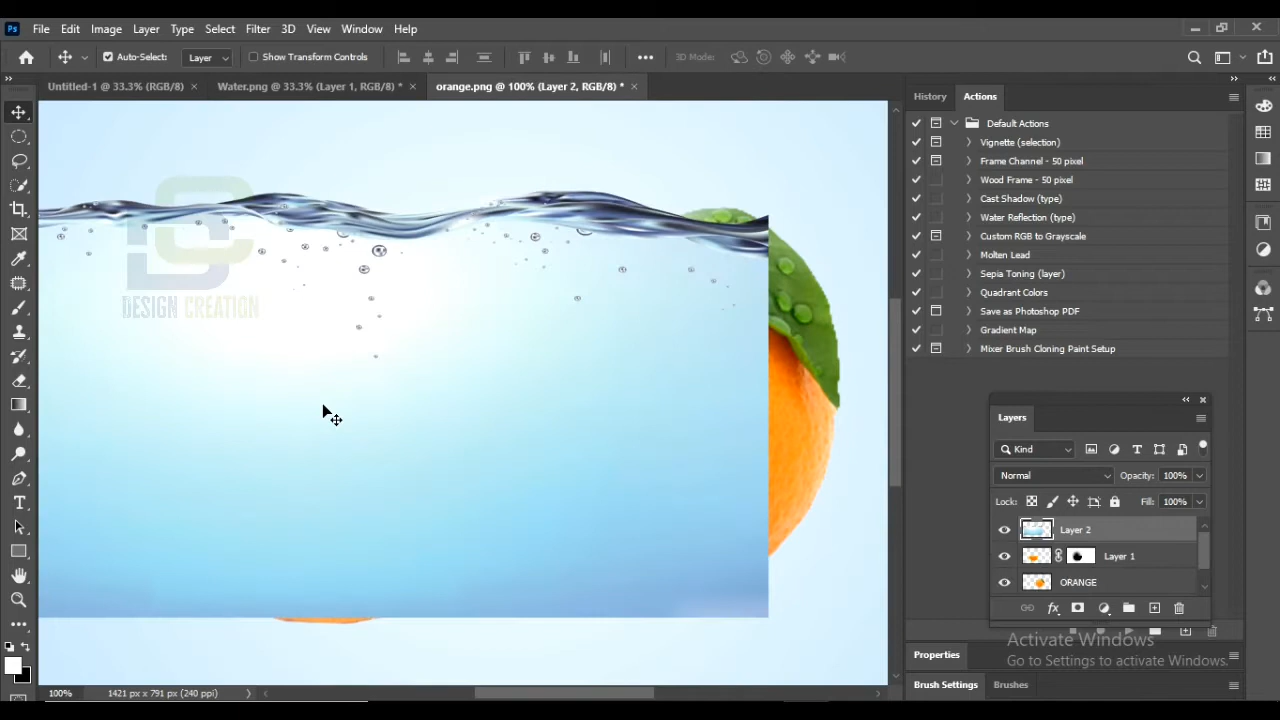 Ps File Edit Image Layer Type Select Filter 3D View Window Help
Auto-Select: Layer Show Transform Controls 3D Mode:
Untitled-1 @ 33.3% (RGB/8) × Water.png @ 33.3% (Layer 1, RGB/8) * × orange.png @ 100% (Layer 2, RGB/8) * ×
History Actions
Default Actions
Vignette (selection)
Frame Channel - 50 pixel
Wood Frame - 50 pixel
Cast Shadow (type)
Water Reflection (type)
Custom RGB to Grayscale
Molten Lead
Sepia Toning (layer)
Quadrant Colors
Save as Photoshop PDF
Gradient Map
Mixer Brush Cloning Paint Setup
DESIGN CREATION
Layers
Kind
Normal Opacity: 100%
Lock: Fill: 100%
Layer 2
Layer 1
ORANGE
Activate Windows
Go to Settings to activate Windows.
Properties
Brush Settings Brushes
100% 1421 px x 791 px (240 ppi)